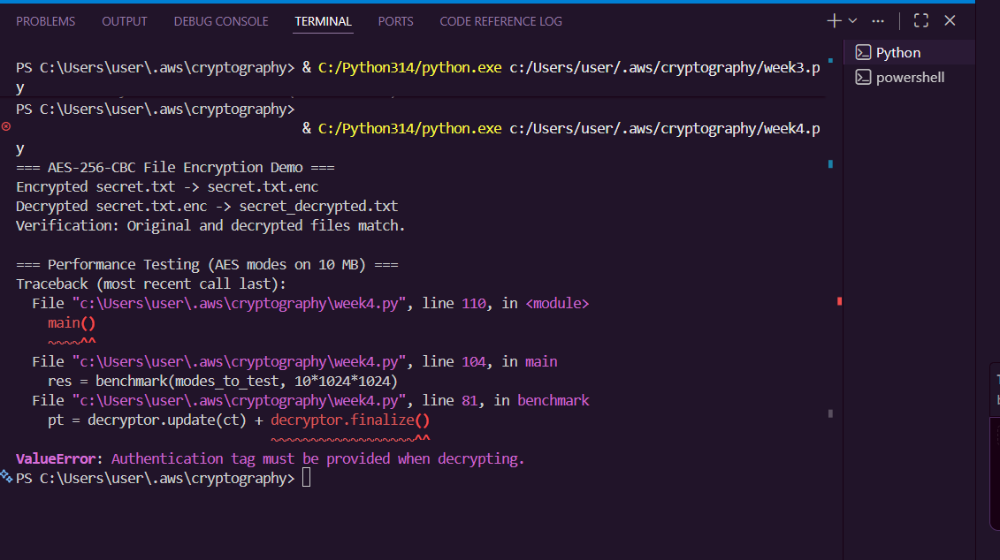 PROBLEMS OUTPUT DEBUG CONSOLE TERMINAL PORTS CODE REFERENCE LOG
Python
powershell
PS C:\Users\user\.aws\cryptography> & C:/Python314/python.exe c:/Users/user/.aws/cryptography/week3.p
y
PS C:\Users\user\.aws\cryptography>
& C:/Python314/python.exe c:/Users/user/.aws/cryptography/week4.p
y
=== AES-256-CBC File Encryption Demo ===
Encrypted secret.txt -> secret.txt.enc
Decrypted secret.txt.enc -> secret_decrypted.txt
Verification: Original and decrypted files match.
=== Performance Testing (AES modes on 10 MB) ===
Traceback (most recent call last):
File "c:\Users\user\.aws\cryptography\week4.py", line 110, in <module>
main()
~~~~^^
File "c:\Users\user\.aws\cryptography\week4.py", line 104, in main
res = benchmark(modes_to_test, 10*1024*1024)
File "c:\Users\user\.aws\cryptography\week4.py", line 81, in benchmark
pt = decryptor.update(ct) + decryptor.finalize()
~~~~~~~~~~~~~~~~~~^^
ValueError: Authentication tag must be provided when decrypting.
PS C:\Users\user\.aws\cryptography>